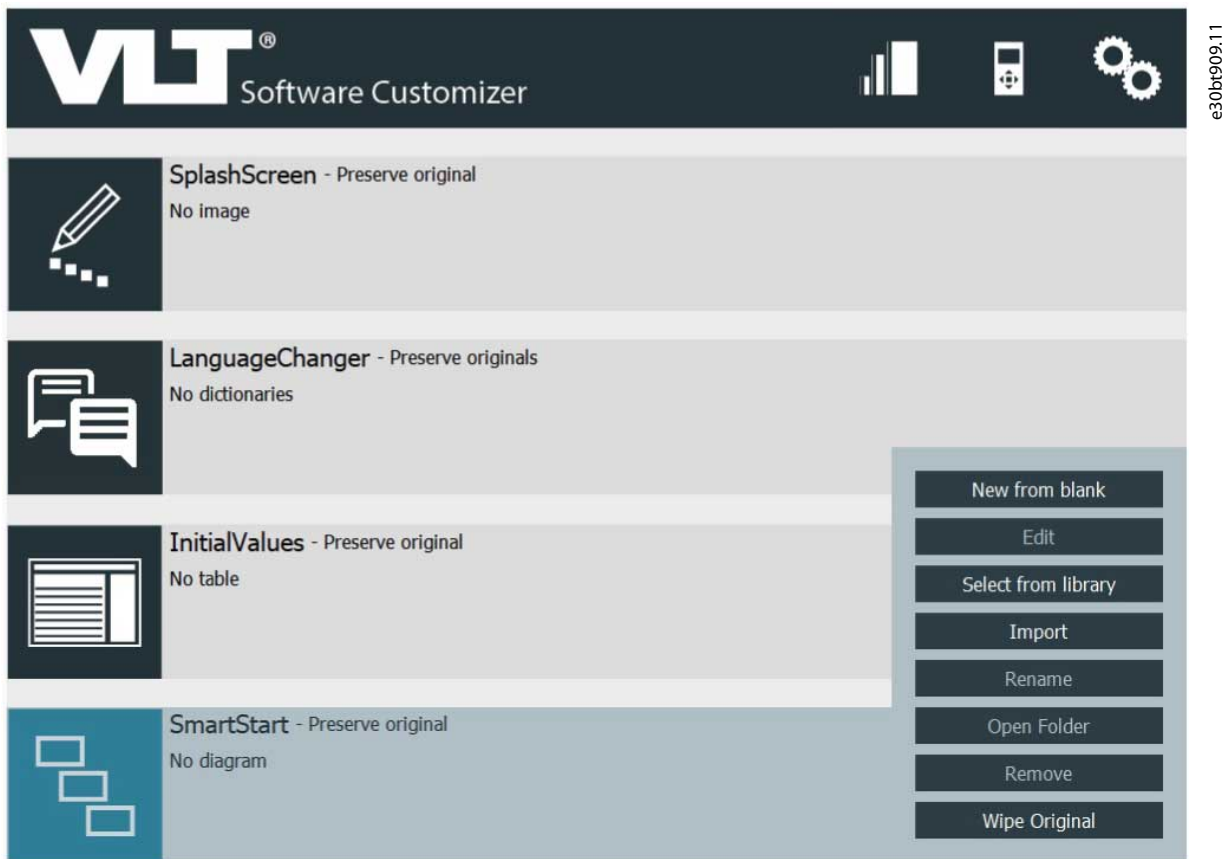 VLT®
Software Customizer
e30bt909.11
SplashScreen - Preserve original
No image
LanguageChanger - Preserve originals
No dictionaries
InitialValues - Preserve original
No table
SmartStart - Preserve original
No diagram
New from blank
Edit
Select from library
Import
Rename
Open Folder
Remove
Wipe Original